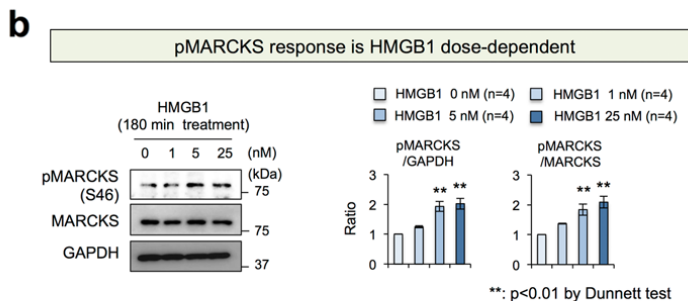 b
pMARCKS response is HMGB1 dose-dependent
HMGB1
(180 min treatment)
0 1 5 25 (nM)
(kDa)
pMARCKS
(S46)
75
MARCKS
75
GAPDH
37
HMGB1 0 nM (n=4) HMGB1 1 nM (n=4)
HMGB1 5 nM (n=4) HMGB1 25 nM (n=4)
pMARCKS
/GAPDH
Ratio
3
2
1
0
** **
pMARCKS
/MARCKS
3
2
1
0
** **
**: p<0.01 by Dunnett test